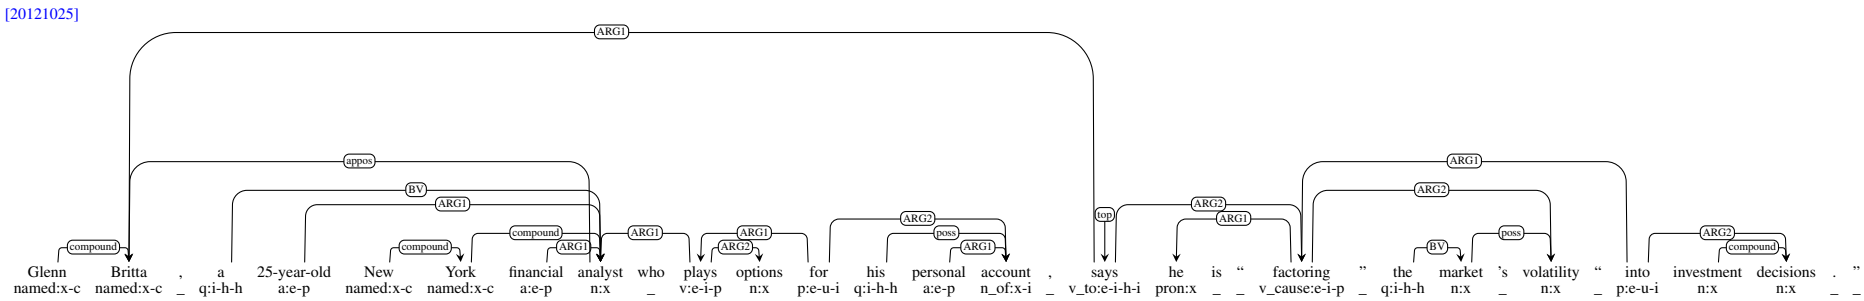 [20121025]
ARG1
appos
BV ARG1 ARG2
ARG1 ARG2 top ARG2
compound compound compound ARG1 ARG1 ARG1 ARG2 poss ARG1 ARG1 BV poss ARG2 compound
Glenn Britta , a 25-year-old New York financial analyst who plays options for his personal account , says he is “ factoring ” the market 's volatility “ into investment decisions . ”
named:x-c named:x-c _ q:i-h-h a:e-p named:x-c named:x-c a:e-p n:x _ v:e-i-p n:x p:e-u-i q:i-h-h a:e-p n_of:x-i _ v_to:e-i-h-i pron:x _ _ v_cause:e-i-p _ q:i-h-h n:x _ n:x _ p:e-u-i n:x n:x _ _